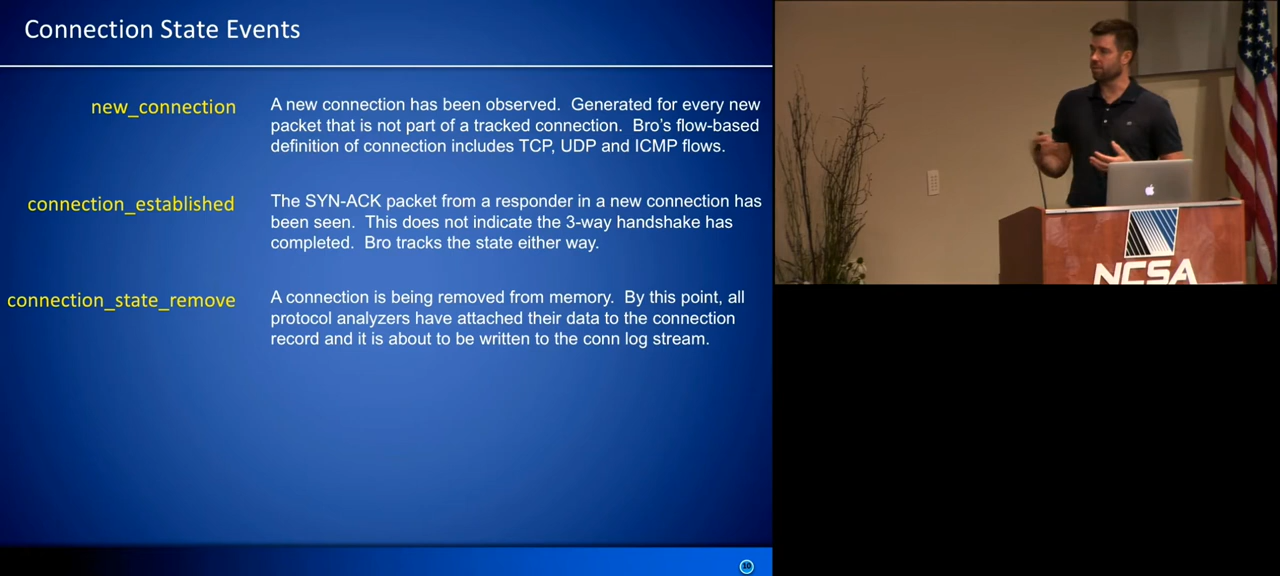 Connection State Events
new_connection
A new connection has been observed.  Generated for every new
packet that is not part of a tracked connection.  Bro's flow-based
definition of connection includes TCP, UDP and ICMP flows.
connection_established
The SYN-ACK packet from a responder in a new connection has
been seen.  This does not indicate the 3-way handshake has
completed.  Bro tracks the state either way.
connection_state_remove
A connection is being removed from memory.  By this point, all
protocol analyzers have attached their data to the connection
record and it is about to be written to the conn log stream.
10
NCSA